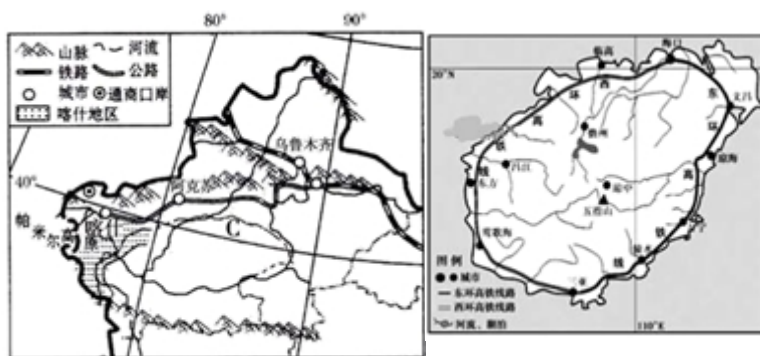 80° 90°
山脉 河流
铁路 公路
城市 通商口岸
喀什地区
乌鲁木齐
40°
阿克苏
喀什
帕米尔高原
C
20°N
临高 海口
文昌
儋州
琼海
昌江
东方
琼中
五指山
莺歌海
陵水
三亚
西环高铁线
东环高铁线
图例
城市
东环高铁线路
西环高铁线路
河流、湖泊
110°E